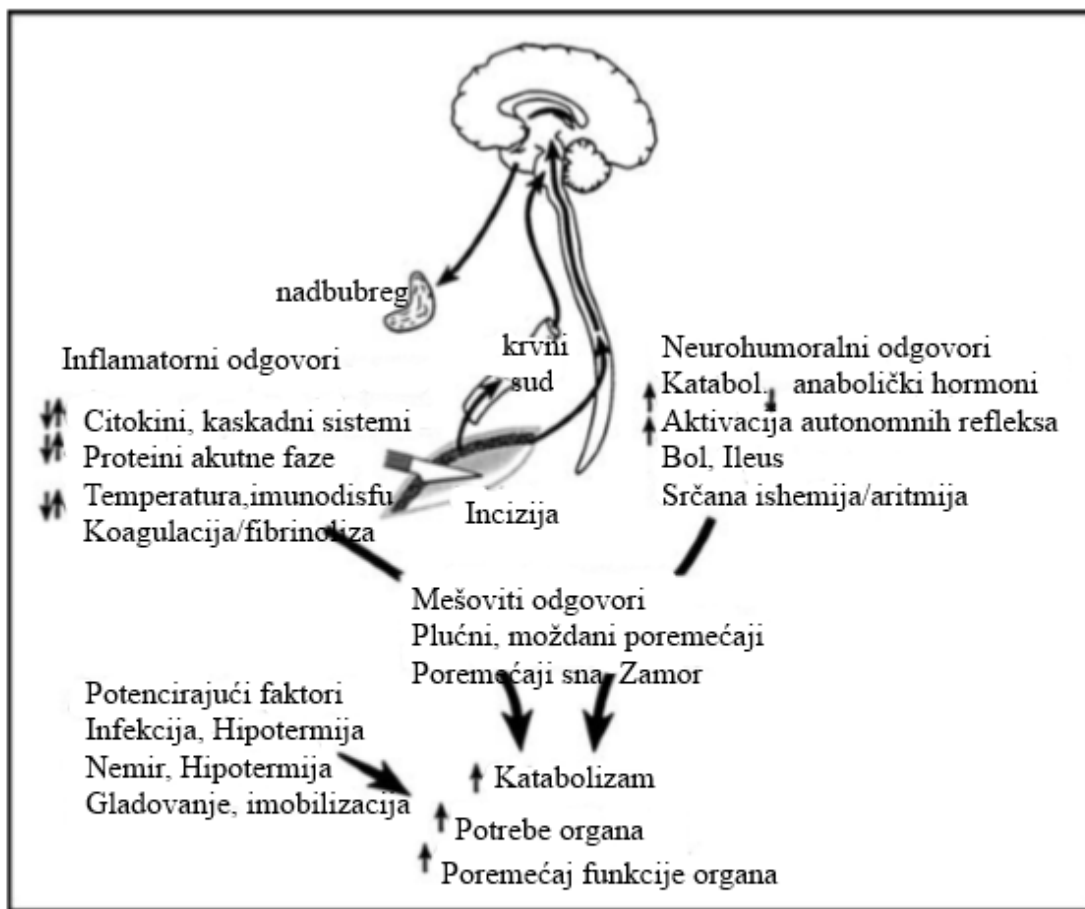 nadbubreg
krvni
sud
Inflamatorni odgovori
Citokini, kaskadni sistemi
Proteini akutne faze
Temperatura,imunodisfu
Koagulacija/fibrinoliza
Incizija
Neurohumoralni odgovori
Katabol. anabolički hormoni
Aktivacija autonomnih refleksa
Bol, Ileus
Srčana ishemija/aritmija
Mešoviti odgovori
Plućni, moždani poremećaji
Poremećaji sna, Zamor
Potencirajući faktori
Infekcija, Hipotermija
Nemir, Hipotermija
Gladovanje, imobilizacija
Katabolizam
Potrebe organa
Poremećaj funkcije organa